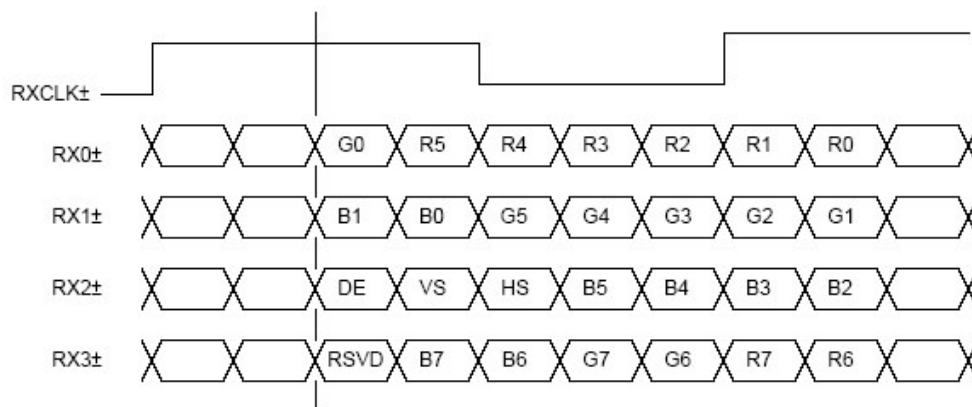 RXCLK±
RX0± G0 R5 R4 R3 R2 R1 R0
RX1± B1 B0 G5 G4 G3 G2 G1
RX2± DE VS HS B5 B4 B3 B2
RX3± RSVD B7 B6 G7 G6 R7 R6